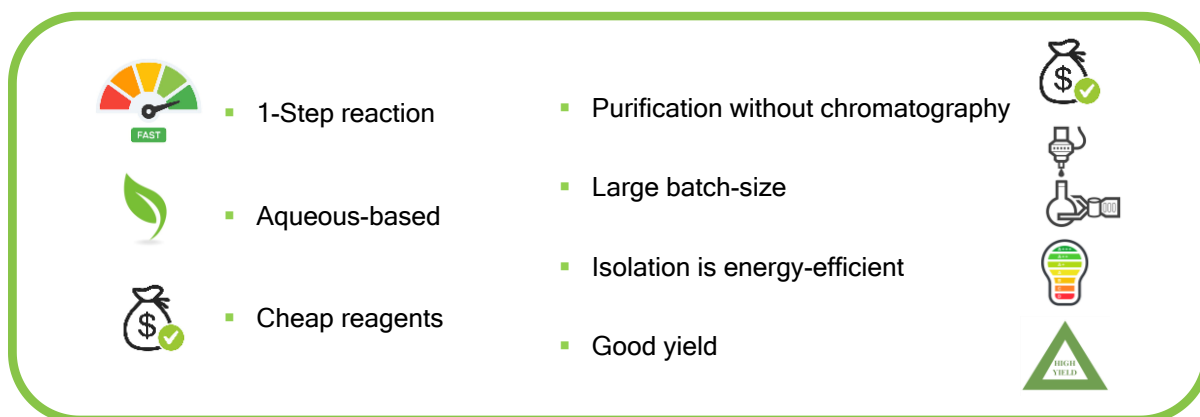 FAST
1-Step reaction
Aqueous-based
$
Cheap reagents
Purification without chromatography
$
Large batch-size
Isolation is energy-efficient
Good yield
HIGH
YIELD